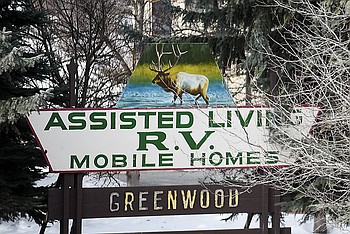 ASSISTED LIVING
R.V.
MOBILE HOMES
GREENWOOD